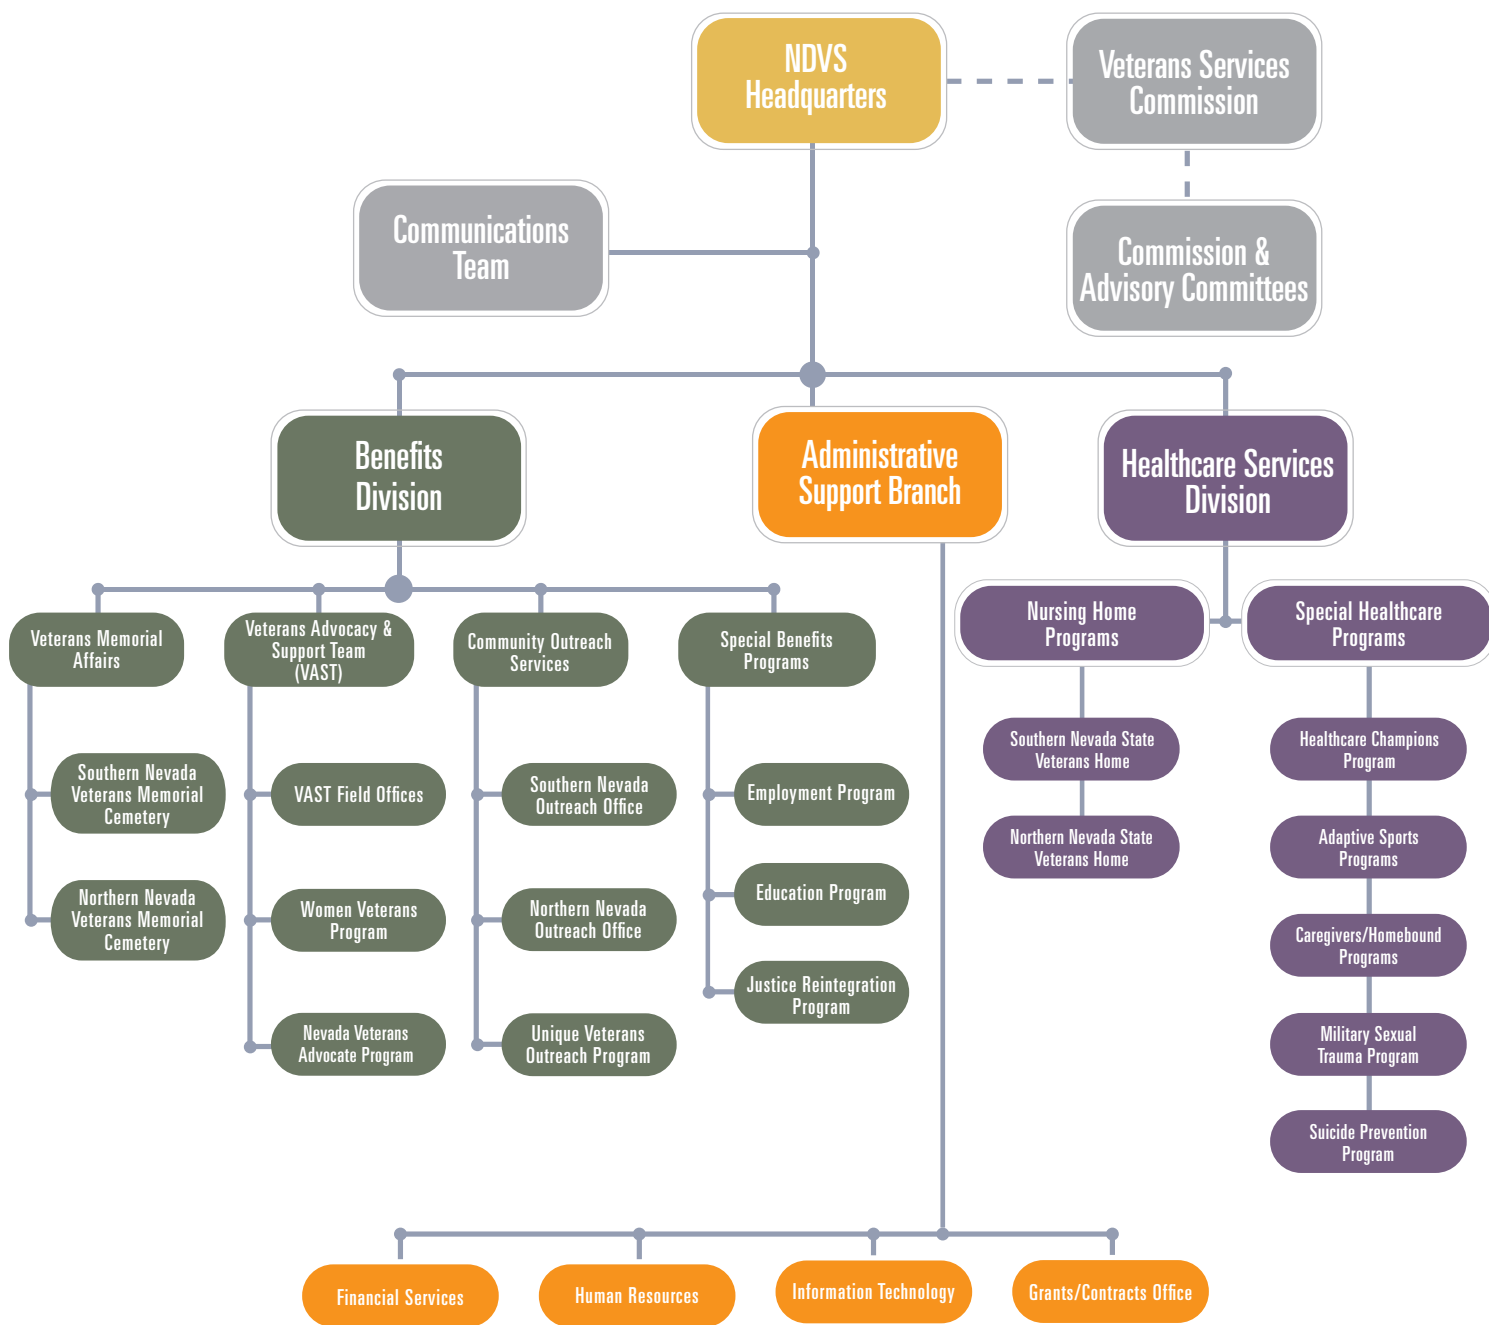 NDVS
Headquarters
Veterans Services
Commission
Communications
Team
Commission &
Advisory Committees
Benefits
Division
Administrative
Support Branch
Healthcare Services
Division
Nursing Home
Programs
Special Healthcare
Programs
Veterans Memorial
Affairs
Veterans Advocacy &
Support Team
(VAST)
Community Outreach
Services
Special Benefits
Programs
Southern Nevada
Veterans Memorial
Cemetery
Northern Nevada
Veterans Memorial
Cemetery
VAST Field Offices
Women Veterans
Program
Nevada Veterans
Advocate Program
Southern Nevada
Outreach Office
Northern Nevada
Outreach Office
Unique Veterans
Outreach Program
Employment Program
Education Program
Justice Reintegration
Program
Southern Nevada State
Veterans Home
Northern Nevada State
Veterans Home
Healthcare Champions
Program
Adaptive Sports
Programs
Caregivers/Homebound
Programs
Military Sexual
Trauma Program
Suicide Prevention
Program
Financial Services
Human Resources
Information Technology
Grants/Contracts Office